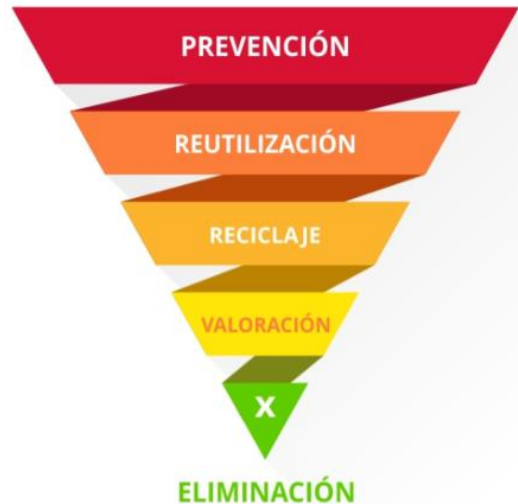 PREVENCIÓN
REUTILIZACIÓN
RECICLAJE
VALORACIÓN
X
ELIMINACIÓN